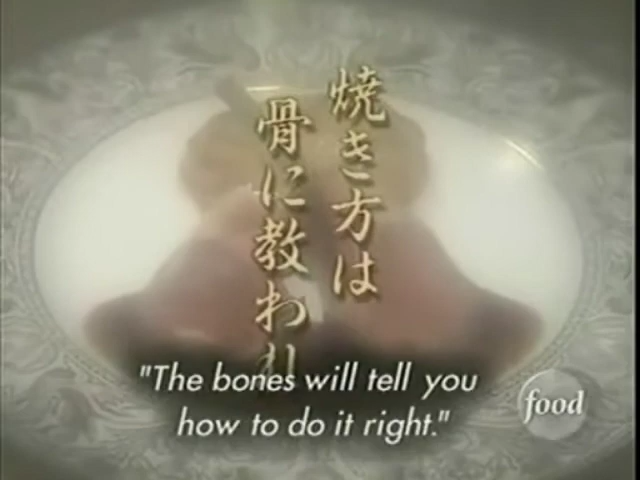 焼き方は
骨に教われ
"The bones will tell you
how to do it right."
food